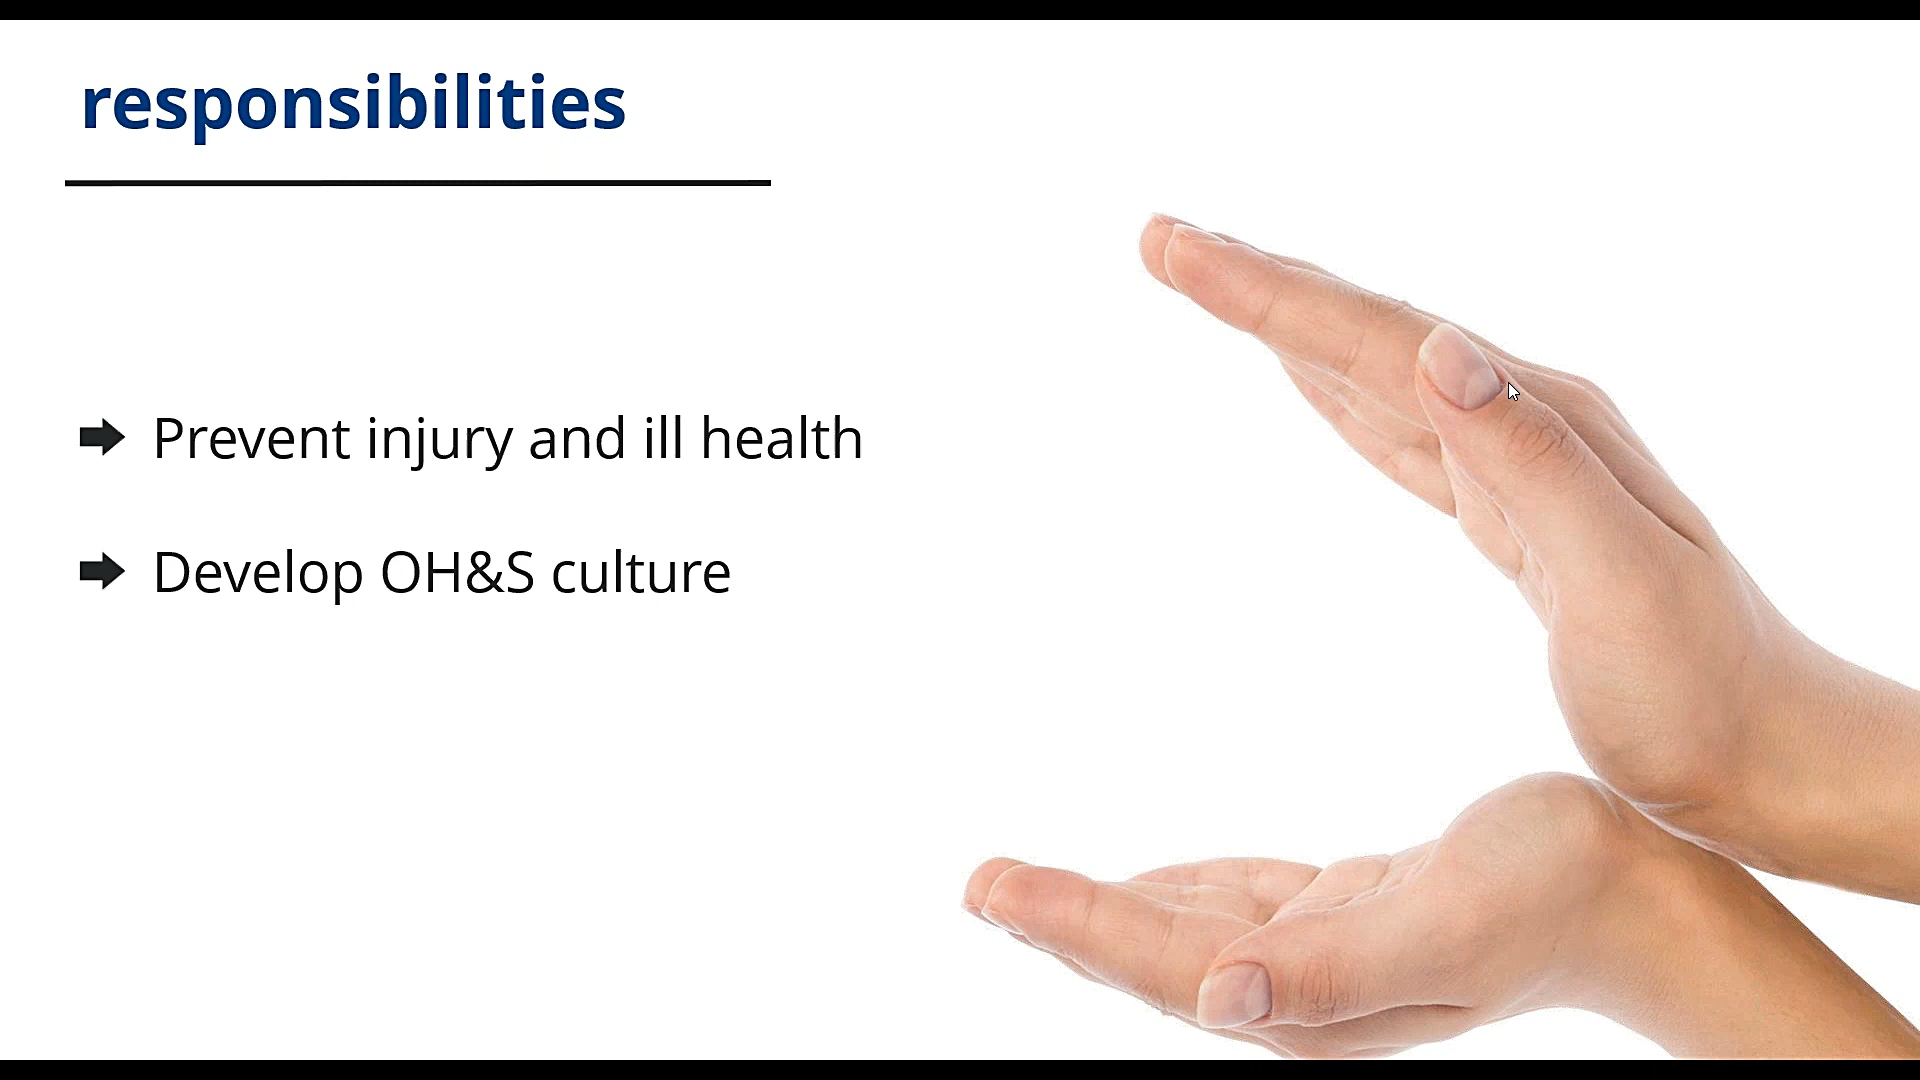 responsibilities
Prevent injury and ill health
Develop OH&S culture